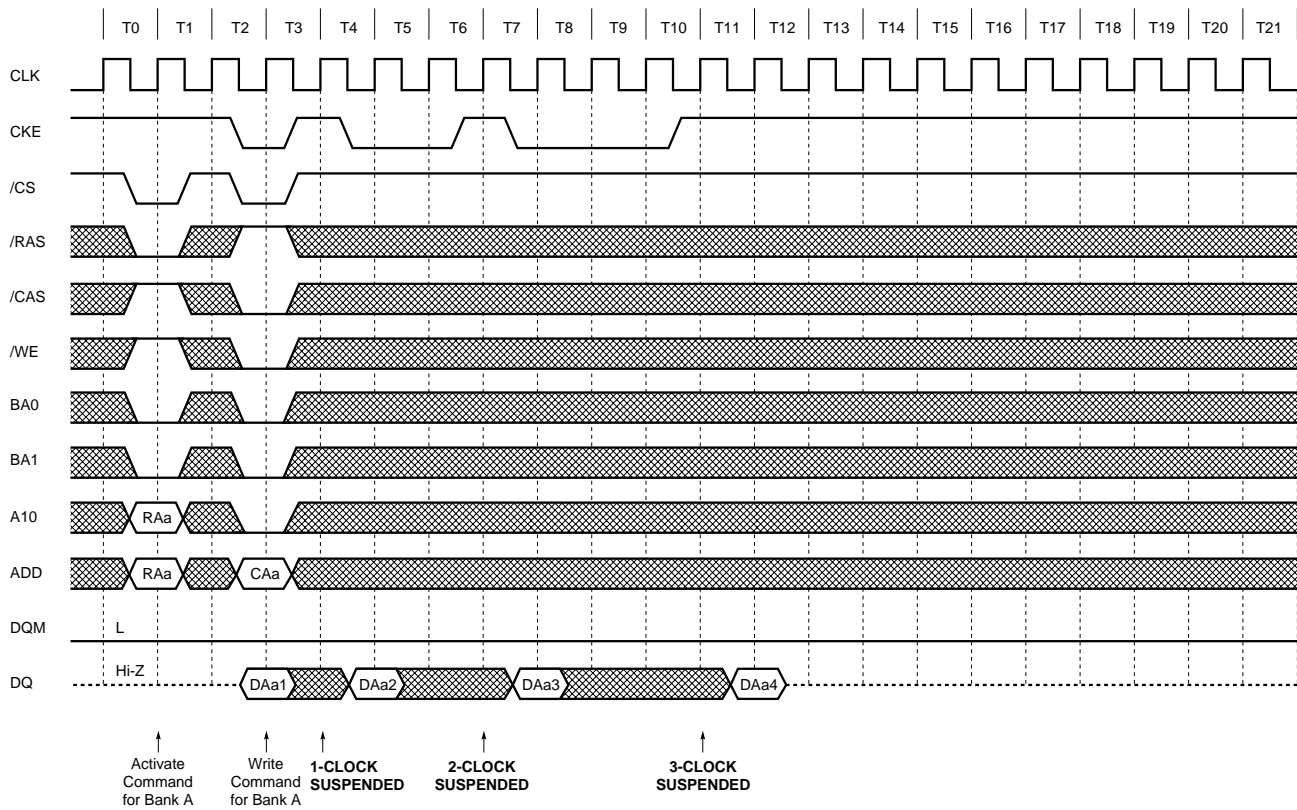 T0 T1 T2 T3 T4 T5 T6 T7 T8 T9 T10 T11 T12 T13 T14 T15 T16 T17 T18 T19 T20 T21
CLK
CKE
/CS
/RAS
/CAS
/WE
BA0
BA1
A10 RAa
ADD RAa CAa
DQM L
DQ Hi-Z DAa1 DAa2 DAa3 DAa4
Activate
Command
for Bank A
Write
Command
for Bank A
1-CLOCK
SUSPENDED
2-CLOCK
SUSPENDED
3-CLOCK
SUSPENDED